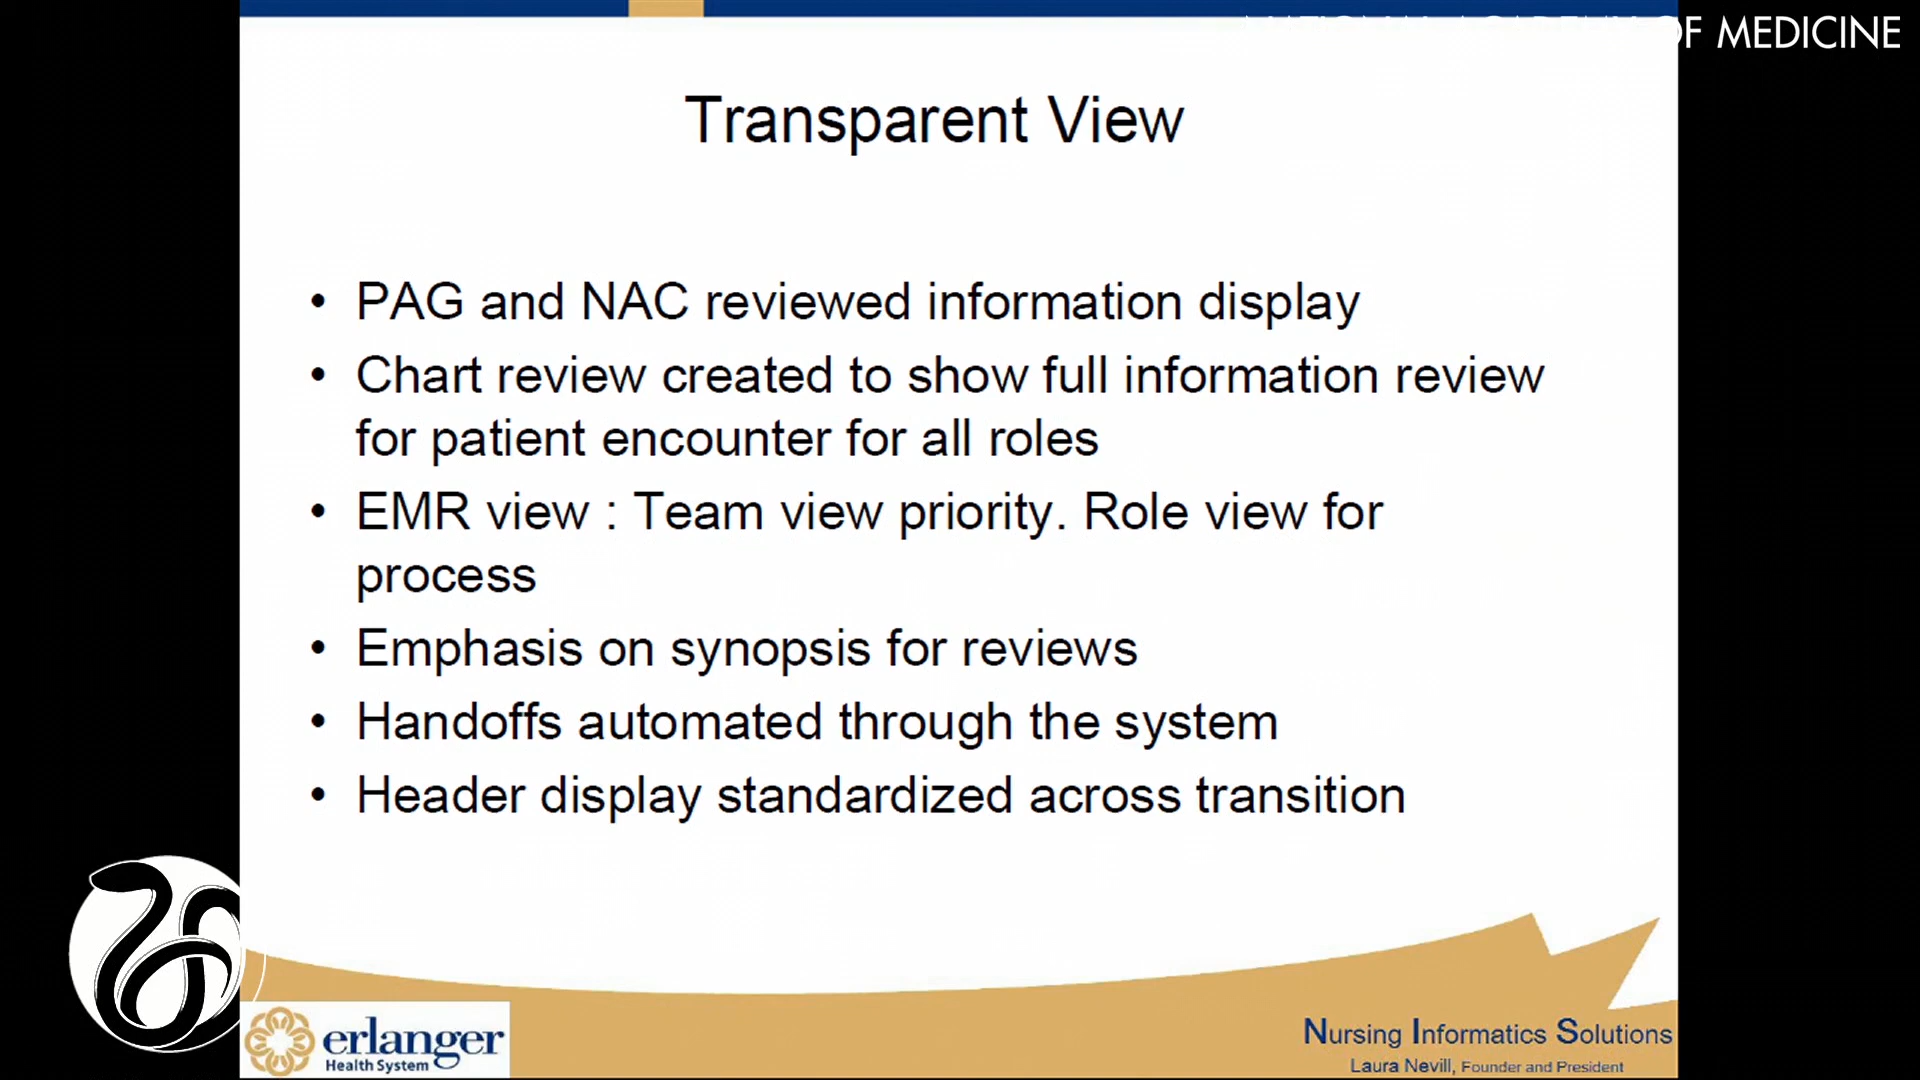 OF MEDICINE
Transparent View
• PAG and NAC reviewed information display
• Chart review created to show full information review
for patient encounter for all roles
• EMR view : Team view priority. Role view for
process
• Emphasis on synopsis for reviews
• Handoffs automated through the system
• Header display standardized across transition
erlanger
Health System
Nursing Informatics Solutions
Laura Nevill, Founder and President